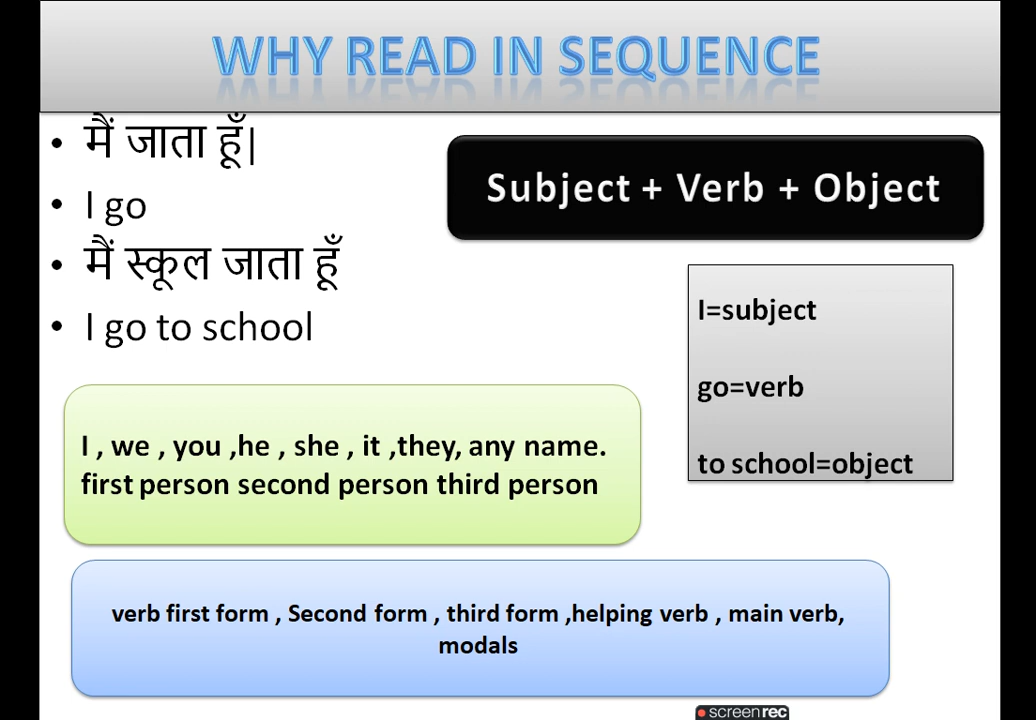 WHY READ IN SEQUENCE
• मैं जाता हूँ|
• I go
• मैं स्कूल जाता हूँ
• I go to school
Subject + Verb + Object
I=subject
go=verb
to school=object
I , we , you ,he , she , it ,they, any name.
first person second person third person
verb first form , Second form , third form ,helping verb , main verb,
modals
screenrec